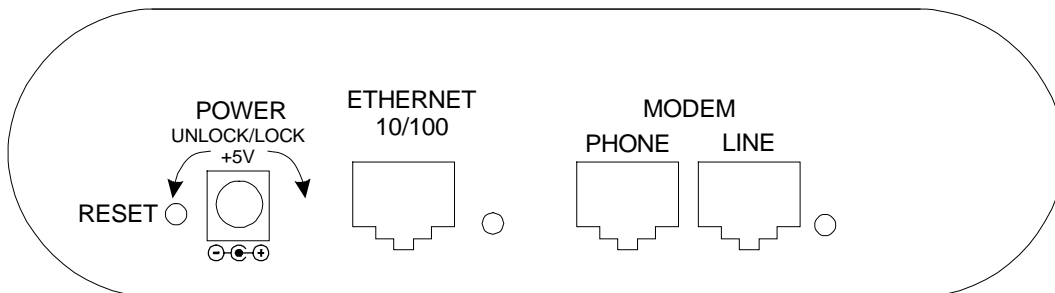 POWER
UNLOCK/LOCK
+5V
RESET
ETHERNET
10/100
MODEM
PHONE
LINE